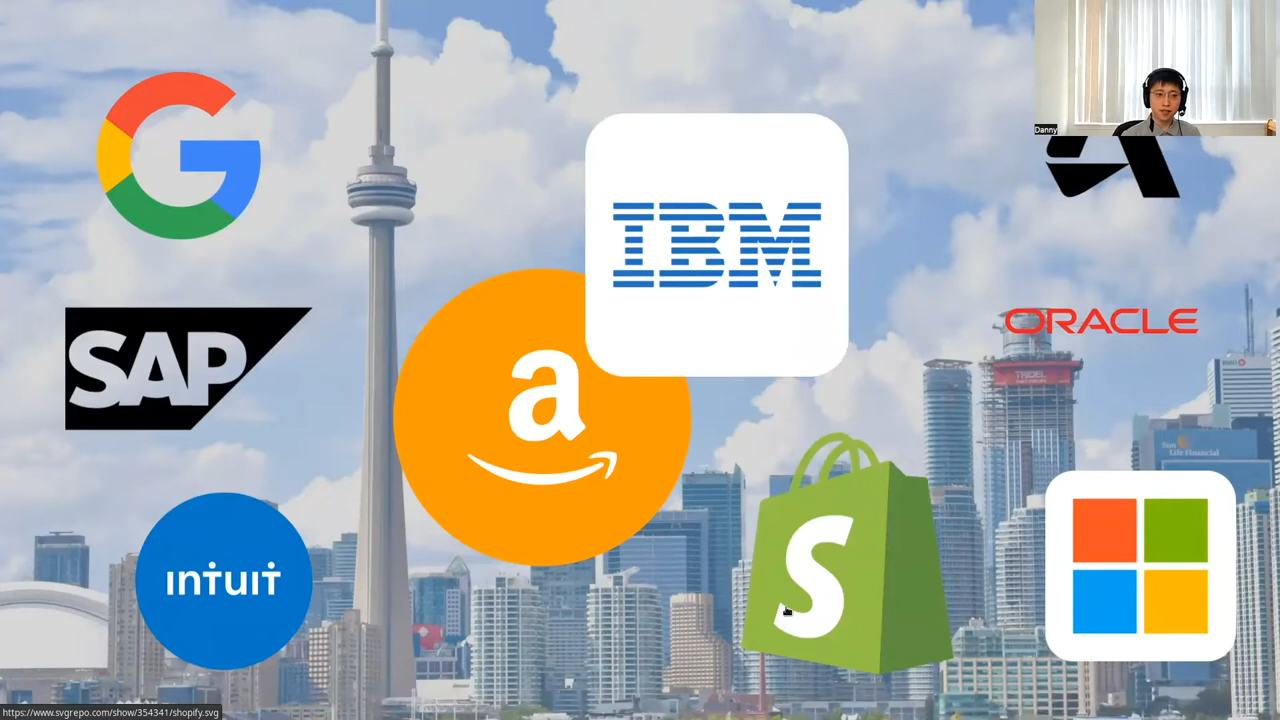 Danny
IBM
SAP
ORACLE
TRIDEL
a
Sun
Life Financial
S
intuit
https://www.svgrepo.com/show/354341/shopify.svg